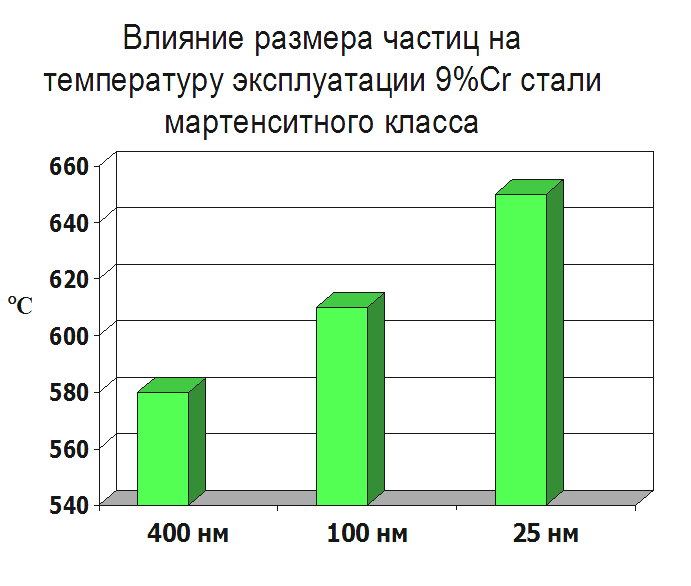 Влияние размера частиц на
температуру эксплуатации 9%Cr стали
мартенситного класса
660
640
620
°C
600
580
560
540
400 нм
100 нм
25 нм